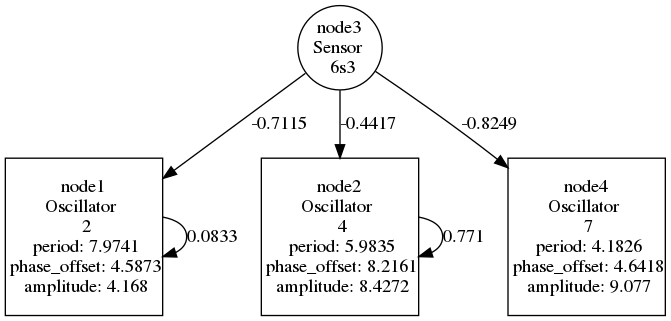 node3
Sensor
6s3
-0.7115
-0.4417
-0.8249
node1
Oscillator
2
period: 7.9741
phase_offset: 4.5873
amplitude: 4.168
0.0833
node2
Oscillator
4
period: 5.9835
phase_offset: 8.2161
amplitude: 8.4272
0.771
node4
Oscillator
7
period: 4.1826
phase_offset: 4.6418
amplitude: 9.077